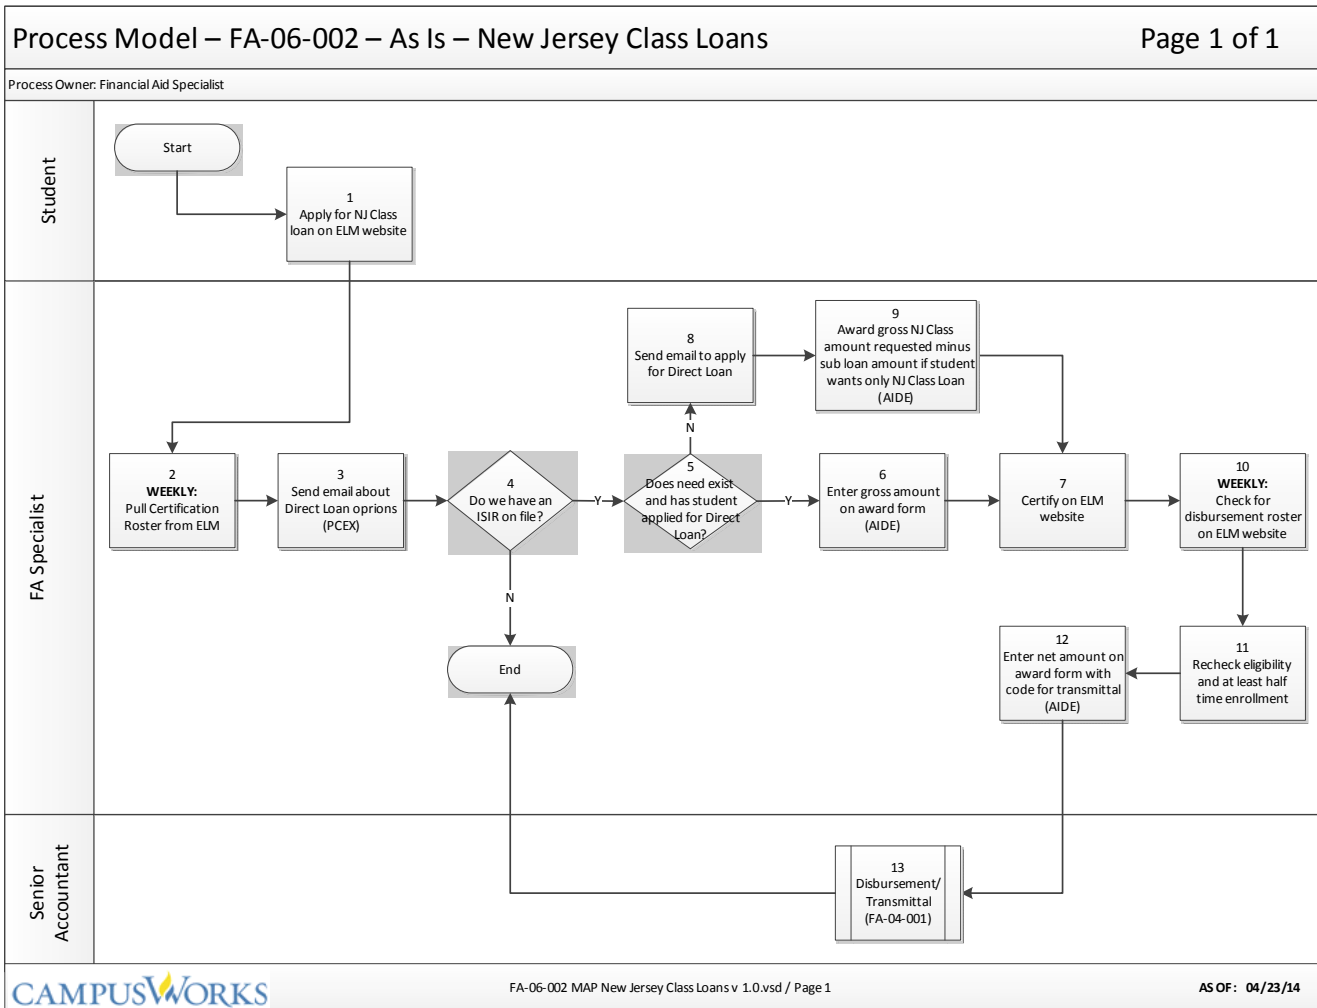 Process Model – FA-06-002 – As Is – New Jersey Class Loans
Page 1 of 1
Process Owner: Financial Aid Specialist
Student
Start
1
Apply for NJ Class
loan on ELM website
FA Specialist
2
WEEKLY:
Pull Certification
Roster from ELM
3
Send email about
Direct Loan oprions
(PCEX)
4
Do we have an
ISIR on file?
Y
N
End
5
Does need exist
and has student
applied for Direct
Loan?
N
Y
8
Send email to apply
for Direct Loan
9
Award gross NJ Class
amount requested minus
sub loan amount if student
wants only NJ Class Loan
(AIDE)
6
Enter gross amount
on award form
(AIDE)
7
Certify on ELM
website
10
WEEKLY:
Check for
disbursement roster
on ELM website
11
Recheck eligibility
and at least half
time enrollment
12
Enter net amount on
award form with
code for transmittal
(AIDE)
Senior
Accountant
13
Disbursement/
Transmittal
(FA-04-001)
CAMPUSWORKS
FA-06-002 MAP New Jersey Class Loans v 1.0.vsd / Page 1
AS OF: 04/23/14